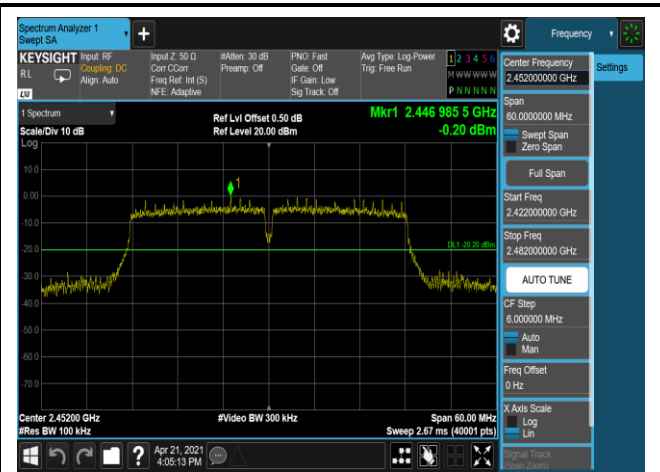 Spectrum Analyzer 1
Swept SA
+
Frequency
KEYSIGHT
RL
LXI
Input: RF
Coupling: DC
Align: Auto
Input Z: 50 Ω
Corr CCorr
Freq Ref: Int (S)
NFE: Adaptive
#Atten: 30 dB
Preamp: Off
PNO: Fast
Gate: Off
IF Gain: Low
Sig Track: Off
Avg Type: Log-Power
Trig: Free Run
1 2 3 4 5 6
M W W W W W
P N N N N N
Center Frequency
2.452000000 GHz
Settings
Span
60.0000000 MHz
Swept Span
Zero Span
Full Span
Start Freq
2.422000000 GHz
Stop Freq
2.482000000 GHz
AUTO TUNE
CF Step
6.000000 MHz
Auto
Man
Freq Offset
0 Hz
X Axis Scale
Log
Lin
Signal Track
(Span Zoom)
1 Spectrum
Scale/Div 10 dB
Log
Ref Lvl Offset 0.50 dB
Ref Level 20.00 dBm
Mkr1 2.446 985 5 GHz
-0.20 dBm
1
10.0
0.00
-10.0
-20.0
DL1 -20.20 dBm
-30.0
-40.0
-50.0
-60.0
-70.0
Center 2.45200 GHz
#Video BW 300 kHz
Span 60.00 MHz
#Res BW 100 kHz
Sweep 2.67 ms (40001 pts)
?
Apr 21, 2021
4:05:13 PM